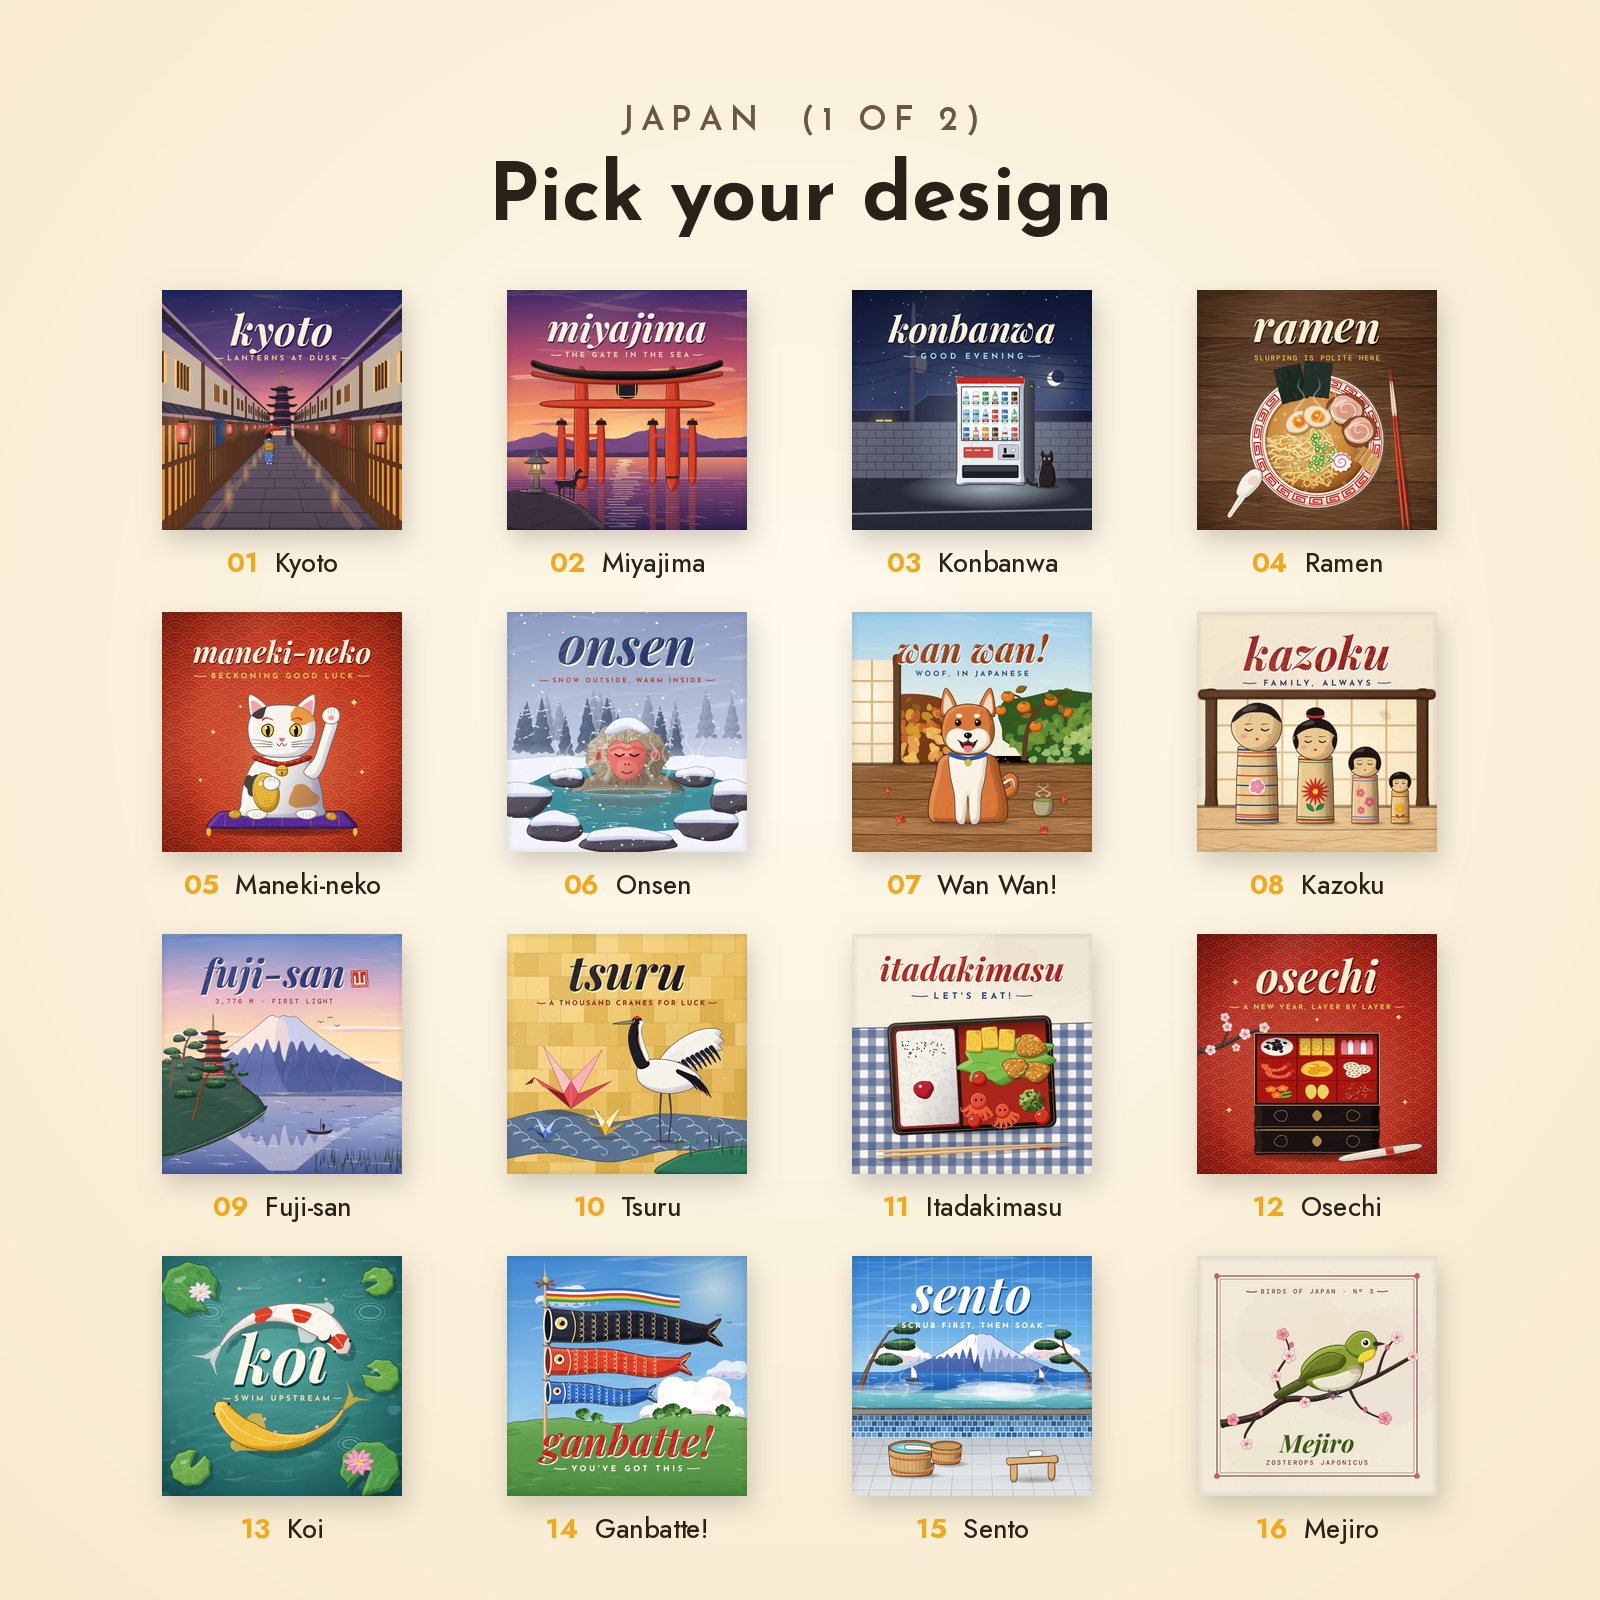 JAPAN (1 OF 2)
Pick your design
kyoto
LANTERNS AT DUSK
01 Kyoto
miyajima
THE GATE IN THE SEA
02 Miyajima
konbanwa
GOOD EVENING
03 Konbanwa
ramen
SLURPING IS POLITE HERE
04 Ramen
maneki-neko
BECKONING GOOD LUCK
05 Maneki-neko
onsen
SNOW OUTSIDE, WARM INSIDE
06 Onsen
wan wan!
WOOF, IN JAPANESE
07 Wan Wan!
kazoku
FAMILY, ALWAYS
08 Kazoku
fuji-san
3,776 M · FIRST LIGHT
09 Fuji-san
tsuru
A THOUSAND CRANES FOR LUCK
10 Tsuru
itadakimasu
LET'S EAT!
11 Itadakimasu
osechi
A NEW YEAR, LAYER BY LAYER
12 Osechi
koi
SWIM UPSTREAM
13 Koi
ganbatte!
YOU'VE GOT THIS
14 Ganbatte!
sento
SCRUB FIRST, THEN SOAK
15 Sento
BIRDS OF JAPAN · Nº 3
Mejiro
ZOSTEROPS JAPONICUS
16 Mejiro